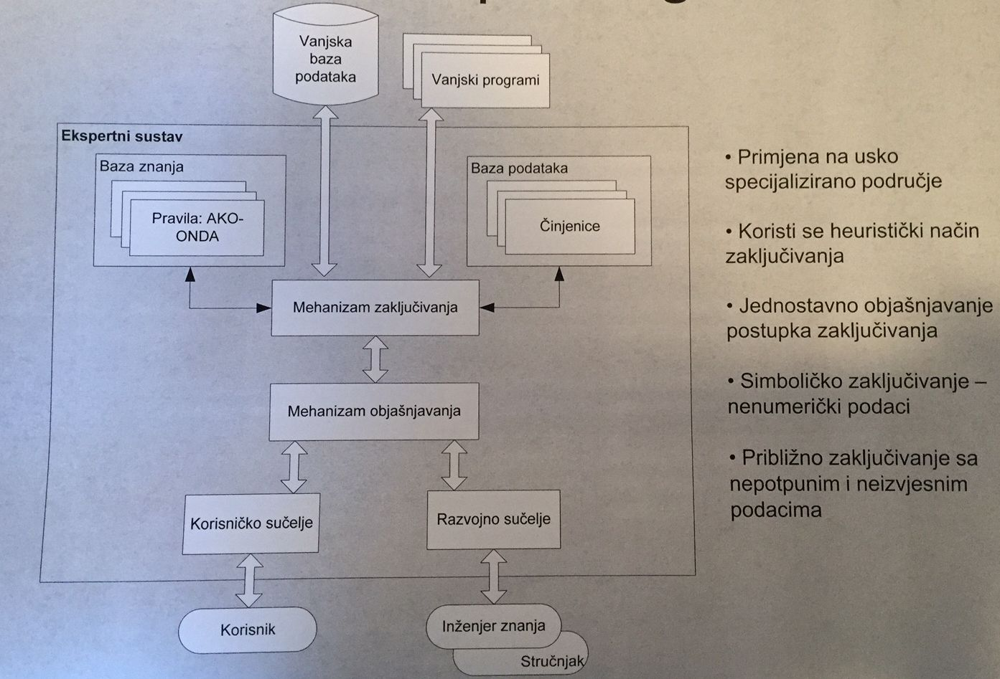 Vanjska
baza
podataka
Vanjski programi
Ekspertni sustav
Baza znanja
Pravila: AKO-
ONDA
Baza podataka
Činjenice
Mehanizam zaključivanja
Mehanizam objašnjavanja
Korisničko sučelje
Razvojno sučelje
Korisnik
Inženjer znanja
Stručnjak
• Primjena na usko
specijalizirano područje
• Koristi se heuristički način
zaključivanja
• Jednostavno objašnjavanje
postupka zaključivanja
• Simboličko zaključivanje –
nenumerički podaci
• Približno zaključivanje sa
nepotpunim i neizvjesnim
podacima